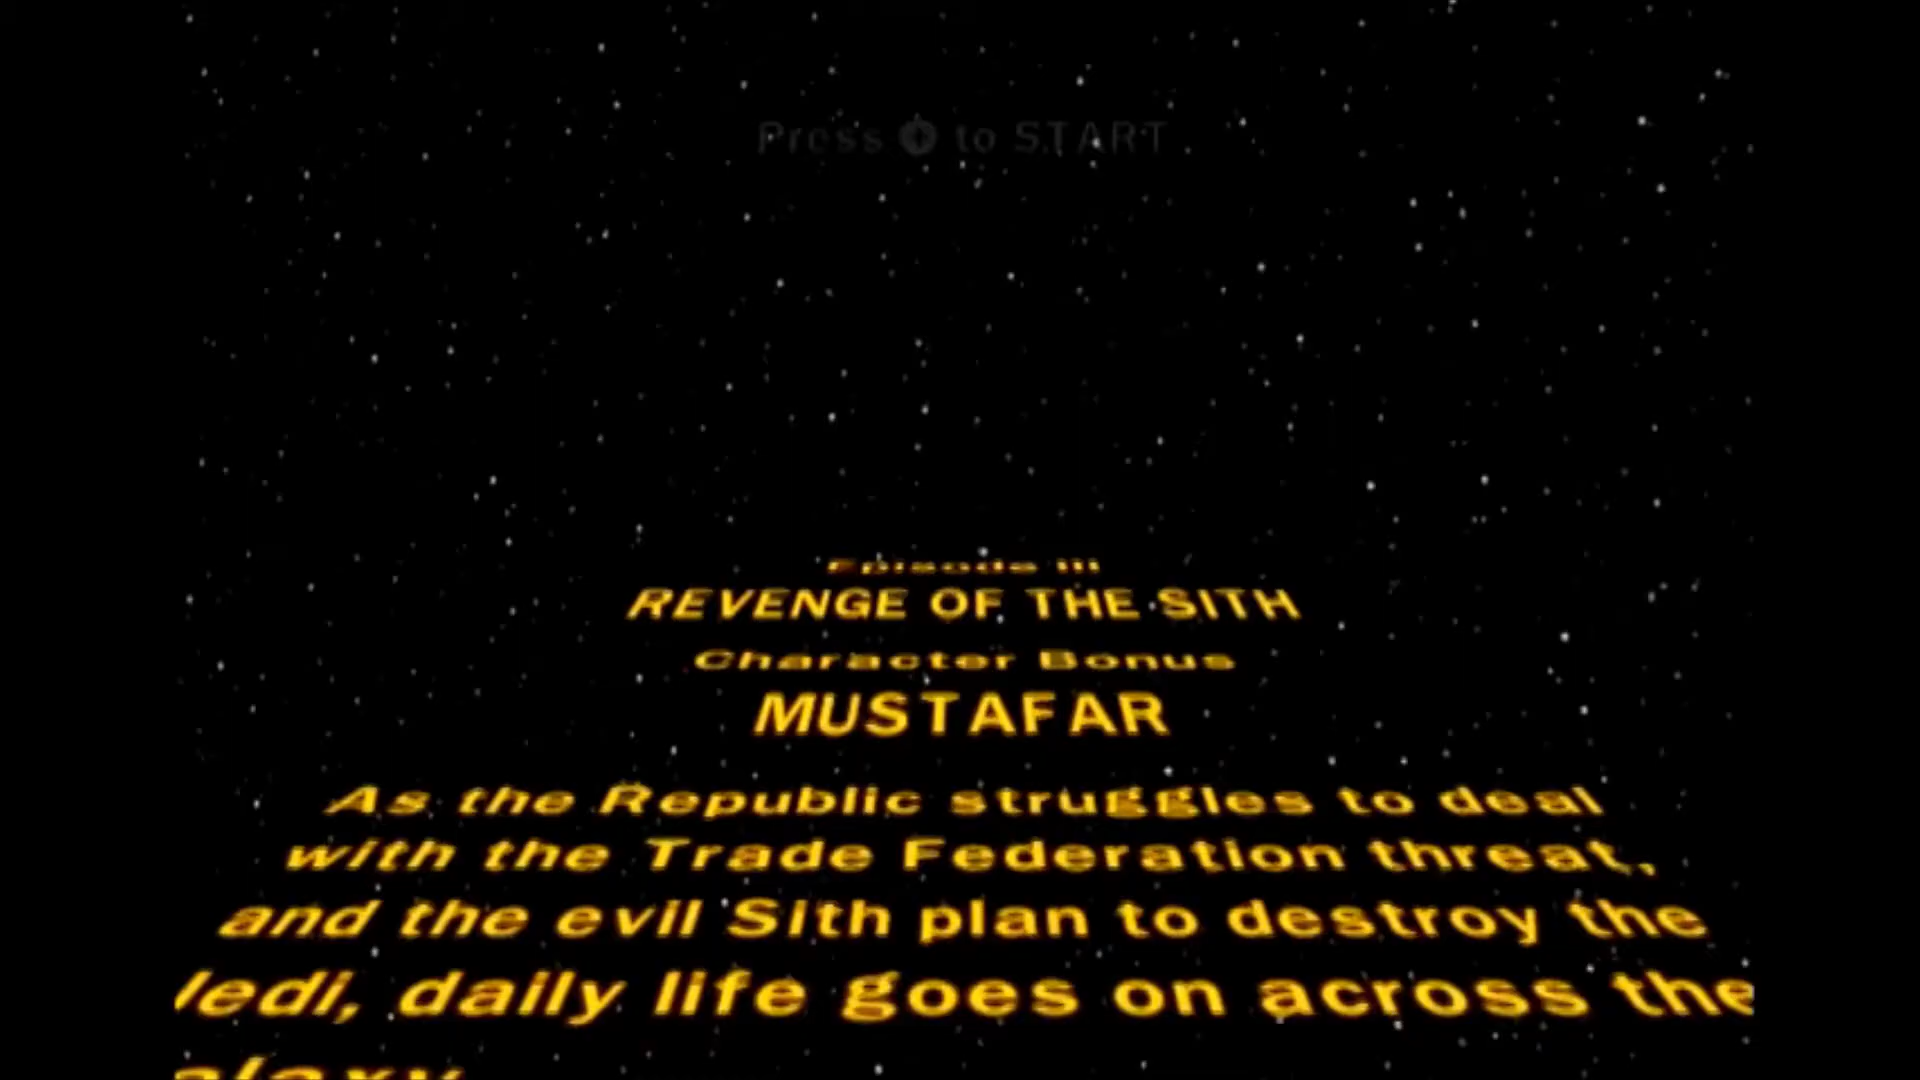 Press + to START
Episode III
REVENGE OF THE SITH
Character Bonus
MUSTAFAR
As the Republic struggles to deal
with the Trade Federation threat,
and the evil Sith plan to destroy the
Jedi, daily life goes on across the
galaxy